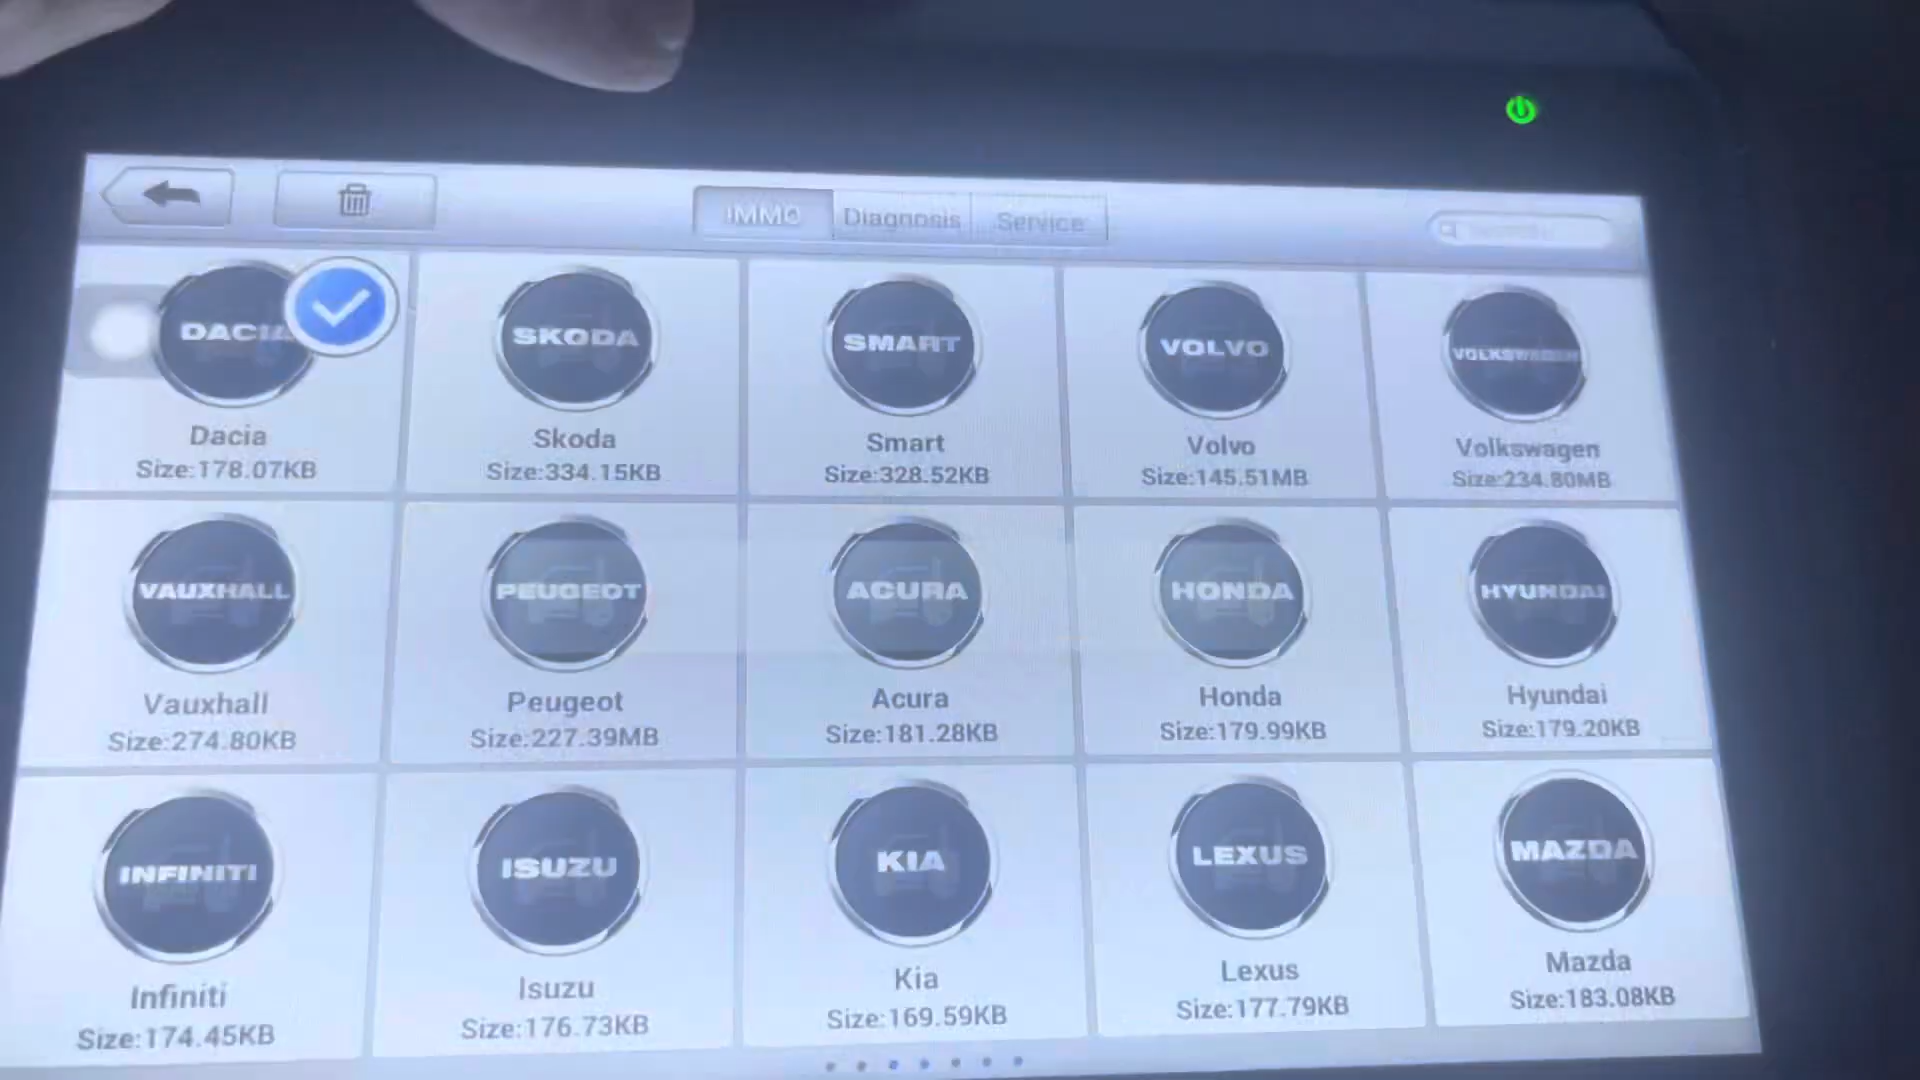 IMMO Diagnosis Service
DACIA SKODA SMART VOLVO VOLKSWAGEN
Dacia Skoda Smart Volvo Volkswagen
Size:178.07KB Size:334.15KB Size:328.52KB Size:145.51MB Size:234.80MB
VAUXHALL PEUGEOT ACURA HONDA HYUNDAI
Vauxhall Peugeot Acura Honda Hyundai
Size:274.80KB Size:227.39MB Size:181.28KB Size:179.99KB Size:179.20KB
INFINITI ISUZU KIA LEXUS MAZDA
Infiniti Isuzu Kia Lexus Mazda
Size:174.45KB Size:176.73KB Size:169.59KB Size:177.79KB Size:183.08KB